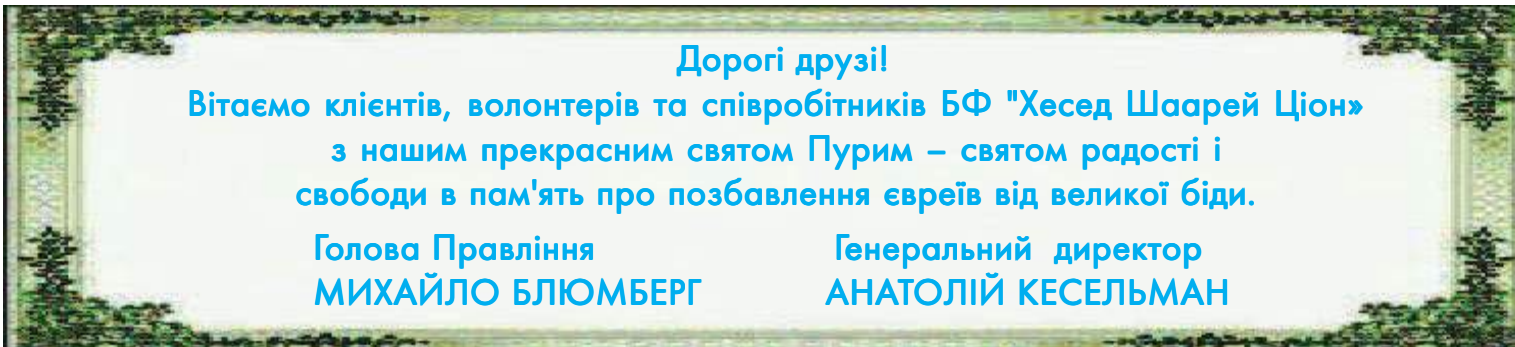 Дорогі друзі!
Вітаємо клієнтів, волонтерів та співробітників БФ "Хесед Шаарей Ціон»
з нашим прекрасним святом Пурим – святом радості і
свободи в пам'ять про позбавлення євреїв від великої біди.
Голова Правління Генеральний директор
МИХАЙЛО БЛЮМБЕРГ АНАТОЛІЙ КЕСЕЛЬМАН